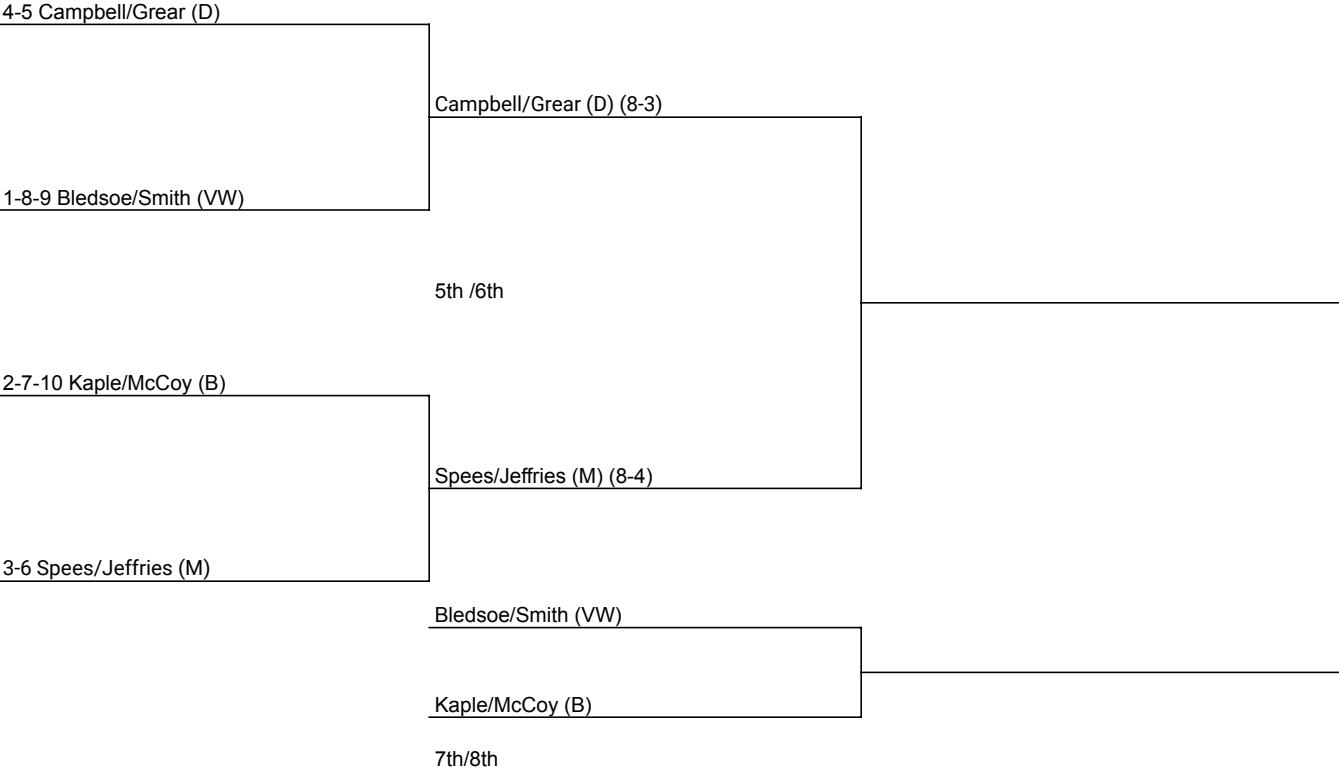 4-5 Campbell/Grear (D)
Campbell/Grear (D) (8-3)
1-8-9 Bledsoe/Smith (VW)
5th /6th
2-7-10 Kaple/McCoy (B)
Spees/Jeffries (M) (8-4)
3-6 Spees/Jeffries (M)
Bledsoe/Smith (VW)
Kaple/McCoy (B)
7th/8th